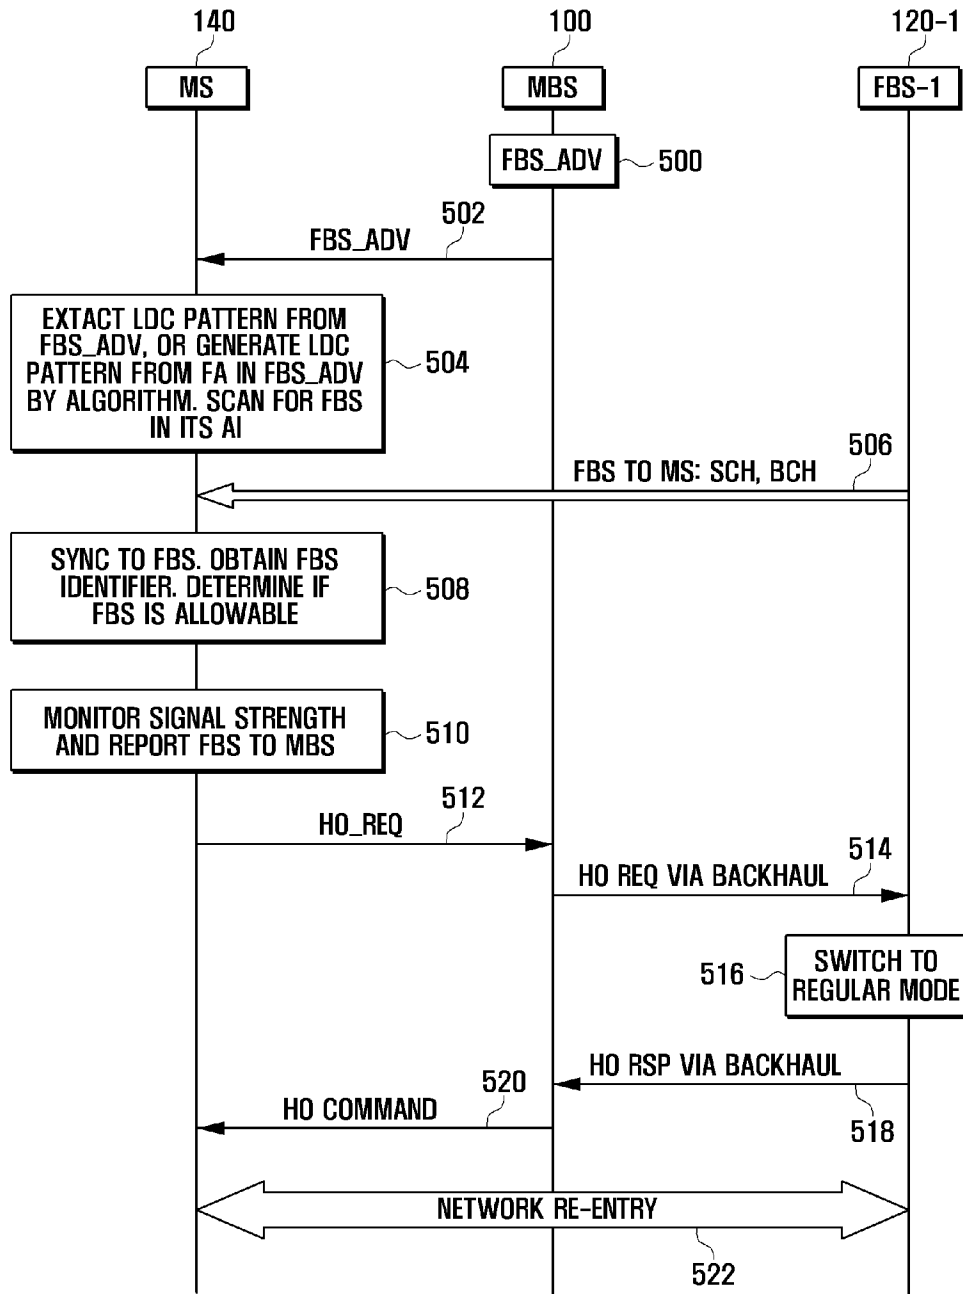 140
100
120-1
MS
MBS
FBS-1
FBS_ADV
500
502
FBS_ADV
EXTACT LDC PATTERN FROM
FBS_ADV, OR GENERATE LDC
PATTERN FROM FA IN FBS_ADV
BY ALGORITHM. SCAN FOR FBS
IN ITS AI
504
506
FBS TO MS: SCH, BCH
SYNC TO FBS. OBTAIN FBS
IDENTIFIER. DETERMINE IF
FBS IS ALLOWABLE
508
MONITOR SIGNAL STRENGTH
AND REPORT FBS TO MBS
510
512
HO_REQ
514
HO REQ VIA BACKHAUL
SWITCH TO
REGULAR MODE
516
HO RSP VIA BACKHAUL
518
520
HO COMMAND
NETWORK RE-ENTRY
522